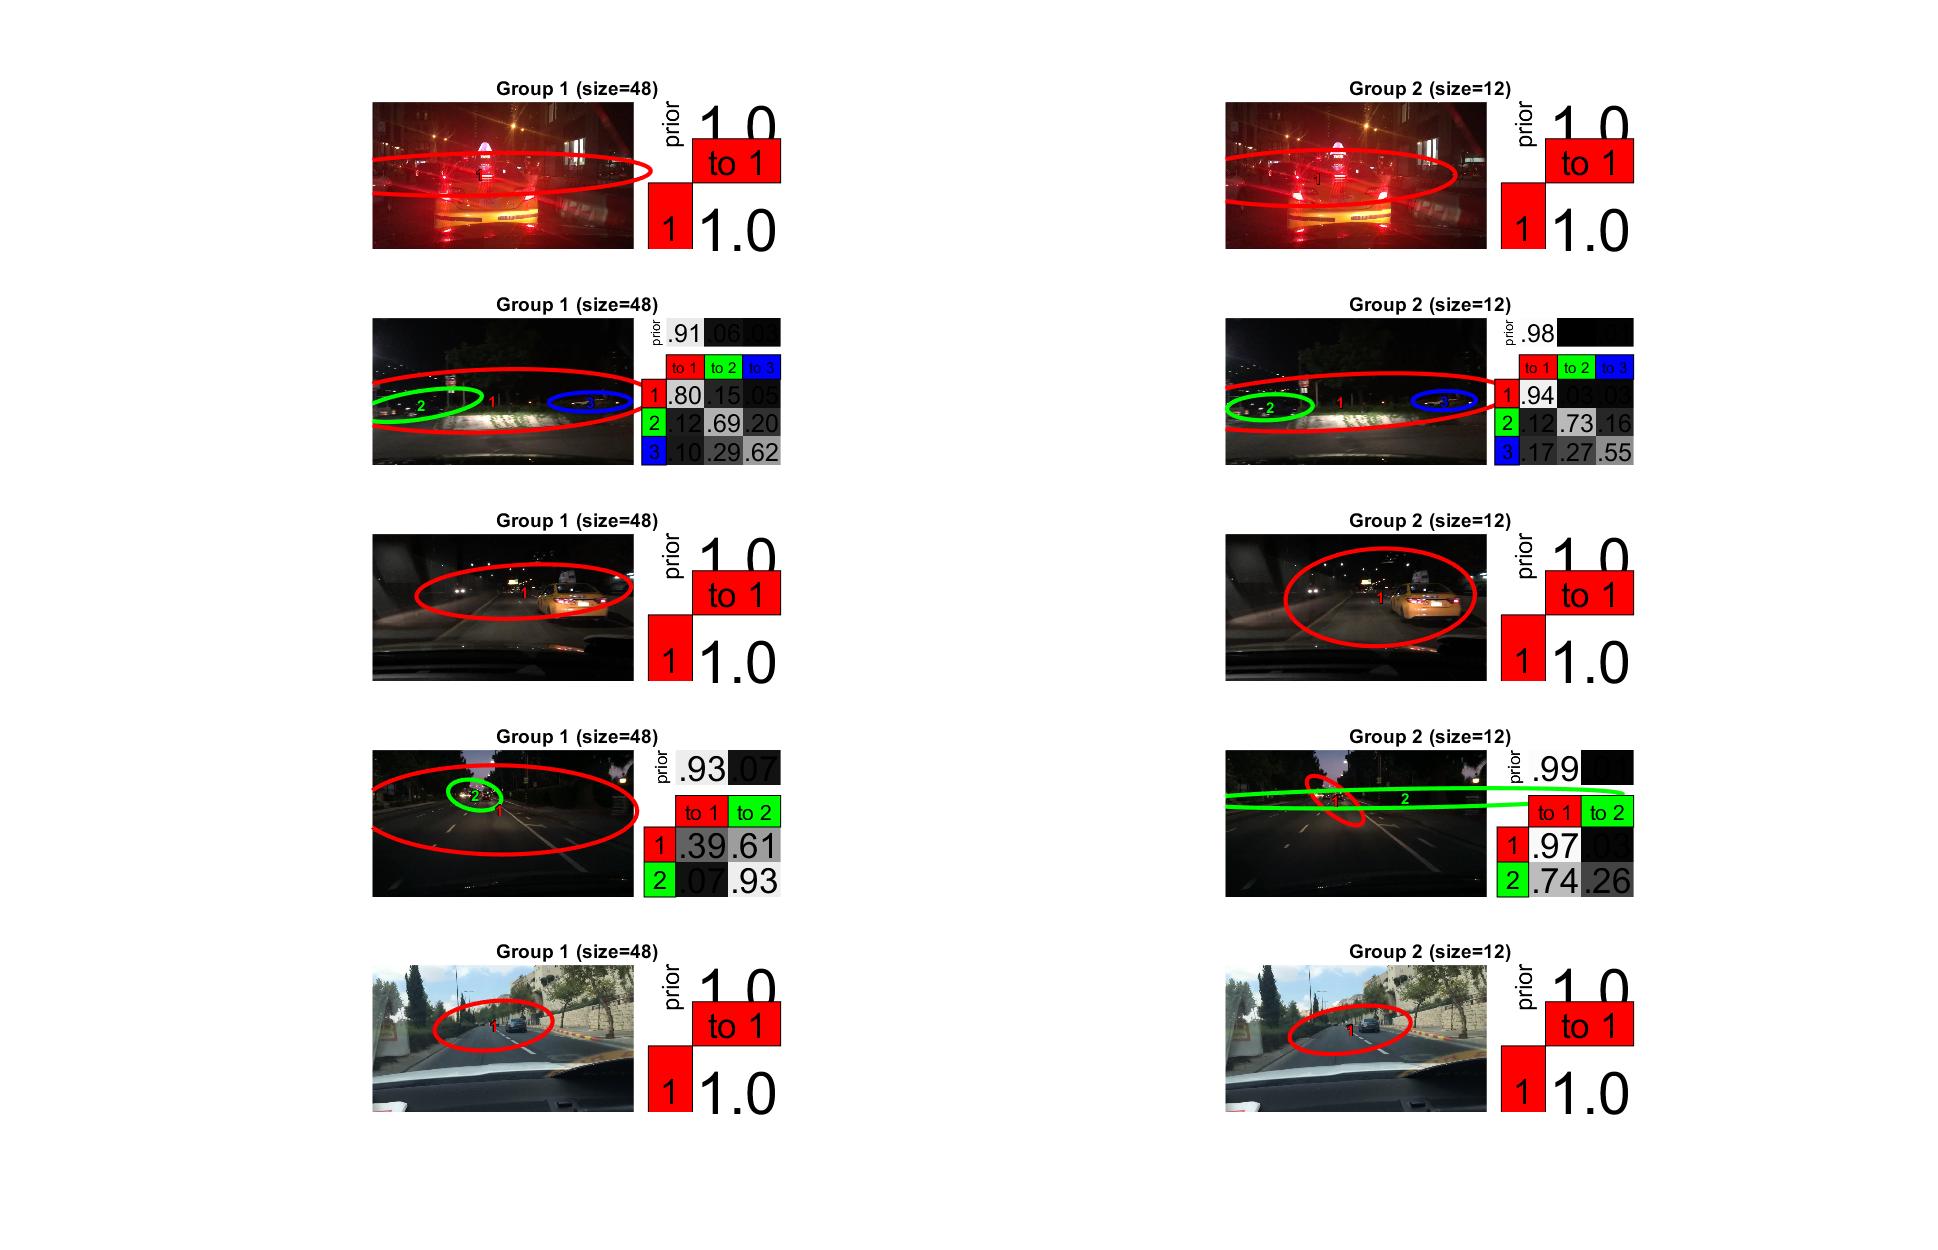 Group 1 (size=48)
prior 1.0
to 1
1 1.0
Group 2 (size=12)
prior 1.0
to 1
1 1.0
Group 1 (size=48)
prior .91 .06 .03
to 1 to 2 to 3
1 .80 .15 .05
2 .12 .69 .20
3 .10 .29 .62
2 1 3
Group 2 (size=12)
prior .98
to 1 to 2 to 3
1 .94 .03 .03
2 .12 .73 .16
3 .17 .27 .55
2 1 3
Group 1 (size=48)
prior 1.0
to 1
1 1.0
1
Group 2 (size=12)
prior 1.0
to 1
1 1.0
1
Group 1 (size=48)
prior .93 .07
to 1 to 2
1 .39 .61
2 .07 .93
2 1
Group 2 (size=12)
prior .99 .01
to 1 to 2
1 .97 .03
2 .74 .26
1 2
Group 1 (size=48)
prior 1.0
to 1
1 1.0
1
Group 2 (size=12)
prior 1.0
to 1
1 1.0
1